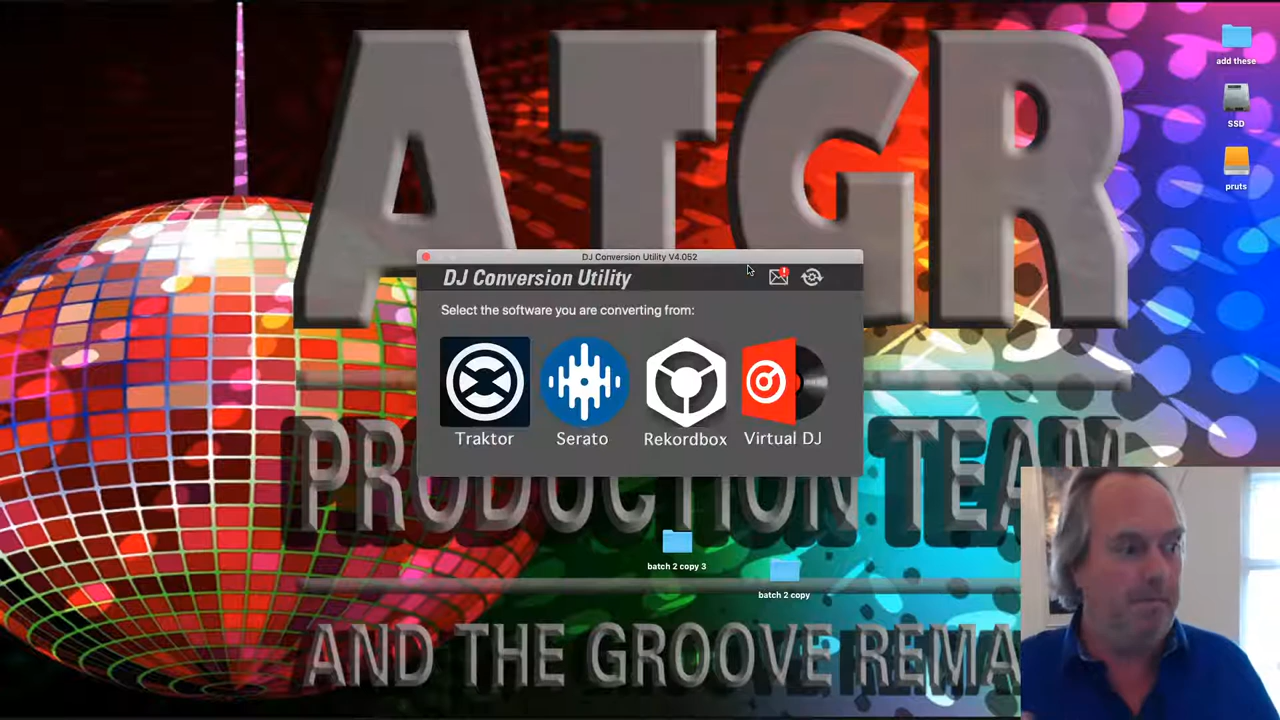 ATGR
DJ Conversion Utility V4.052
DJ Conversion Utility
Select the software you are converting from:
Traktor
Serato
Rekordbox
Virtual DJ
PRODUCTION TEAM
AND THE GROOVE REMA
add these
SSD
pruts
batch 2 copy 3
batch 2 copy